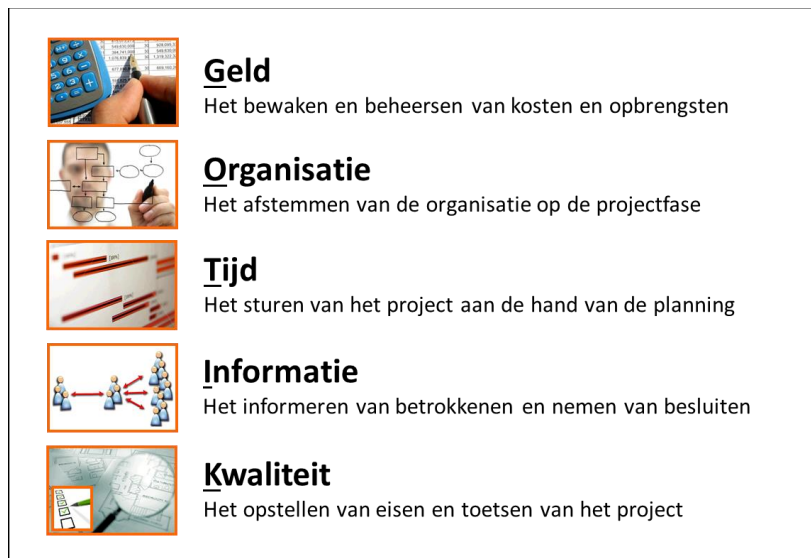 Geld
Het bewaken en beheersen van kosten en opbrengsten
Organisatie
Het afstemmen van de organisatie op de projectfase
Tijd
Het sturen van het project aan de hand van de planning
Informatie
Het informeren van betrokkenen en nemen van besluiten
Kwaliteit
Het opstellen van eisen en toetsen van het project